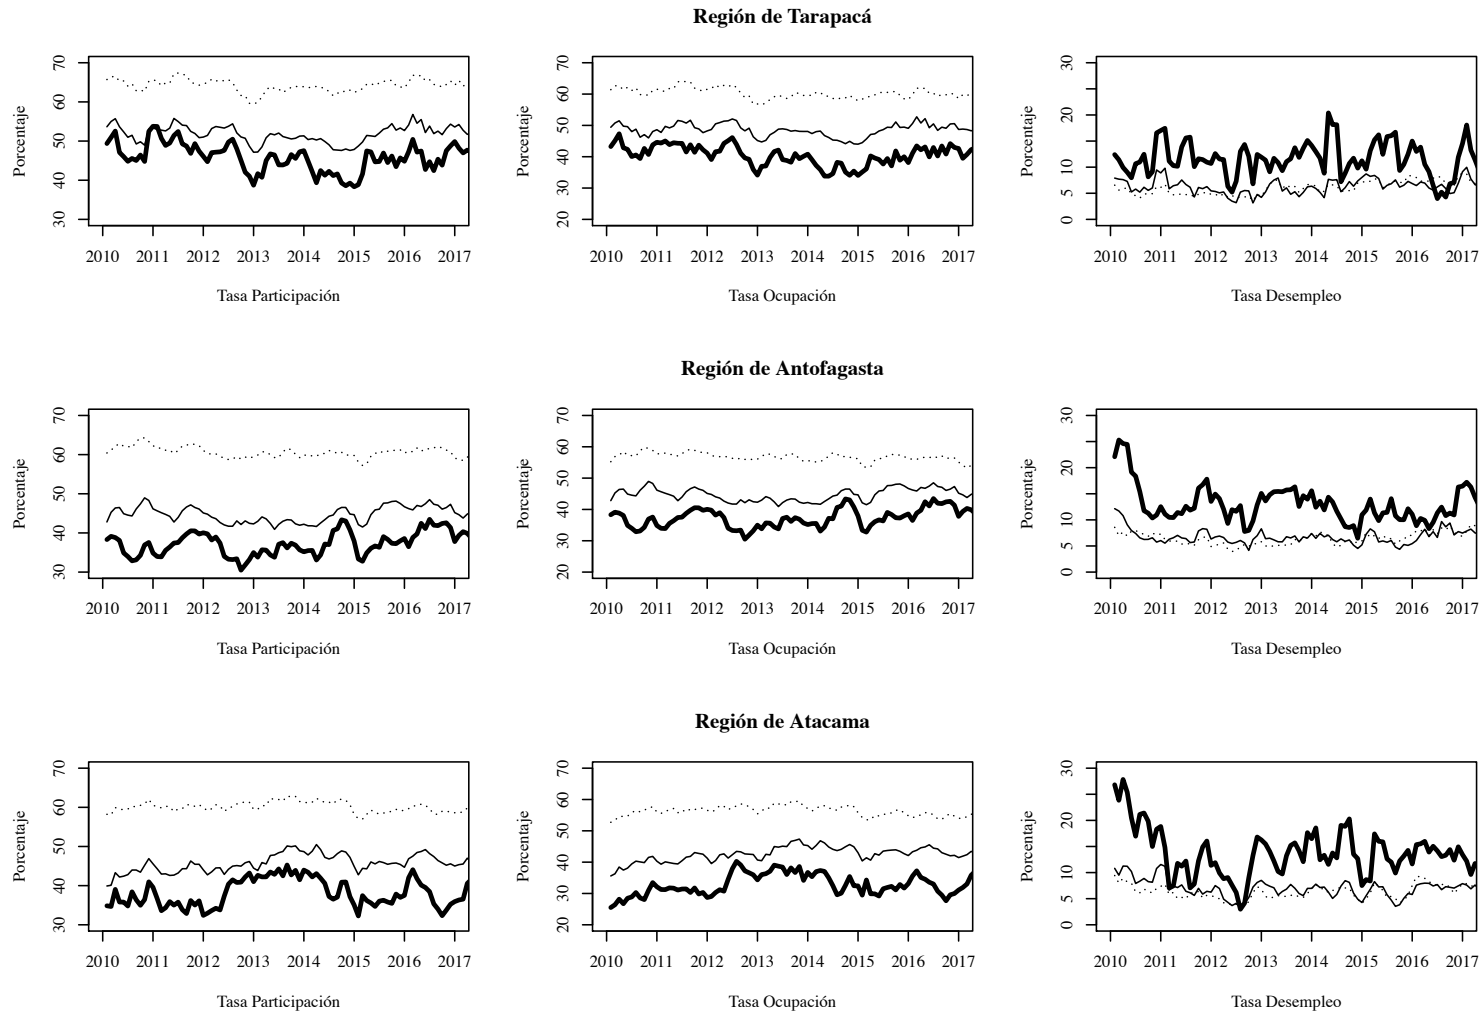 Región de Tarapacá
Porcentaje
30 40 50 60 70
2010 2011 2012 2013 2014 2015 2016 2017
Tasa Participación
Porcentaje
20 30 40 50 60 70
2010 2011 2012 2013 2014 2015 2016 2017
Tasa Ocupación
Porcentaje
0 5 10 20 30
2010 2011 2012 2013 2014 2015 2016 2017
Tasa Desempleo
Región de Antofagasta
Porcentaje
30 40 50 60 70
2010 2011 2012 2013 2014 2015 2016 2017
Tasa Participación
Porcentaje
20 30 40 50 60 70
2010 2011 2012 2013 2014 2015 2016 2017
Tasa Ocupación
Porcentaje
0 5 10 20 30
2010 2011 2012 2013 2014 2015 2016 2017
Tasa Desempleo
Región de Atacama
Porcentaje
30 40 50 60 70
2010 2011 2012 2013 2014 2015 2016 2017
Tasa Participación
Porcentaje
20 30 40 50 60 70
2010 2011 2012 2013 2014 2015 2016 2017
Tasa Ocupación
Porcentaje
0 5 10 20 30
2010 2011 2012 2013 2014 2015 2016 2017
Tasa Desempleo